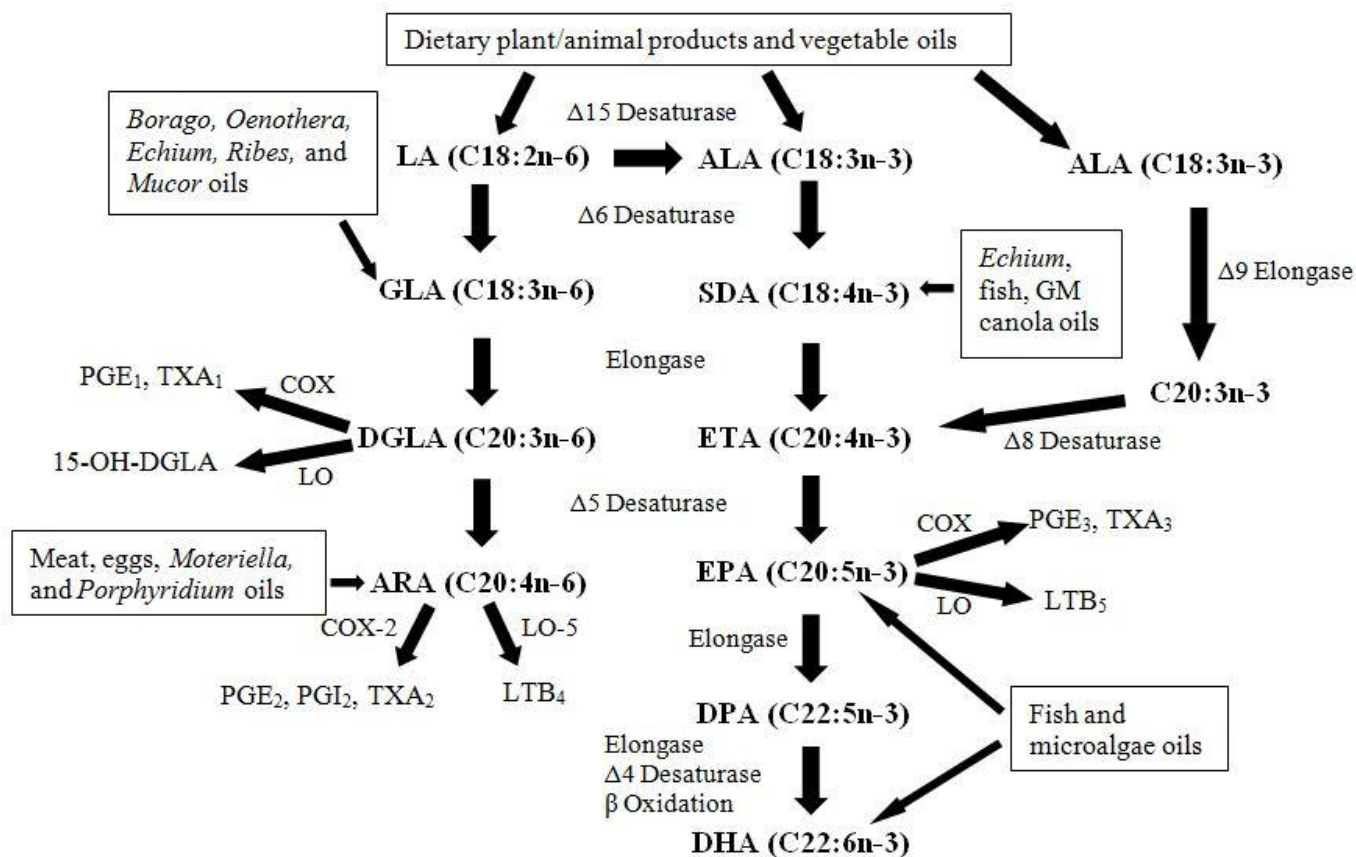 Dietary plant/animal products and vegetable oils
Borago, Oenothera,
Echium, Ribes, and
Mucor oils
Δ15 Desaturase
LA (C18:2n-6)
ALA (C18:3n-3)
ALA (C18:3n-3)
Δ6 Desaturase
Δ9 Elongase
GLA (C18:3n-6)
SDA (C18:4n-3)
Echium,
fish, GM
canola oils
Elongase
PGE₁, TXA₁
COX
C20:3n-3
DGLA (C20:3n-6)
ETA (C20:4n-3)
Δ8 Desaturase
15-OH-DGLA
LO
Δ5 Desaturase
COX
PGE₃, TXA₃
Meat, eggs, Moteriella,
and Porphyridium oils
ARA (C20:4n-6)
EPA (C20:5n-3)
LO
LTB₅
COX-2
LO-5
Elongase
PGE₂, PGI₂, TXA₂
LTB₄
DPA (C22:5n-3)
Fish and
microalgae oils
Elongase
Δ4 Desaturase
β Oxidation
DHA (C22:6n-3)